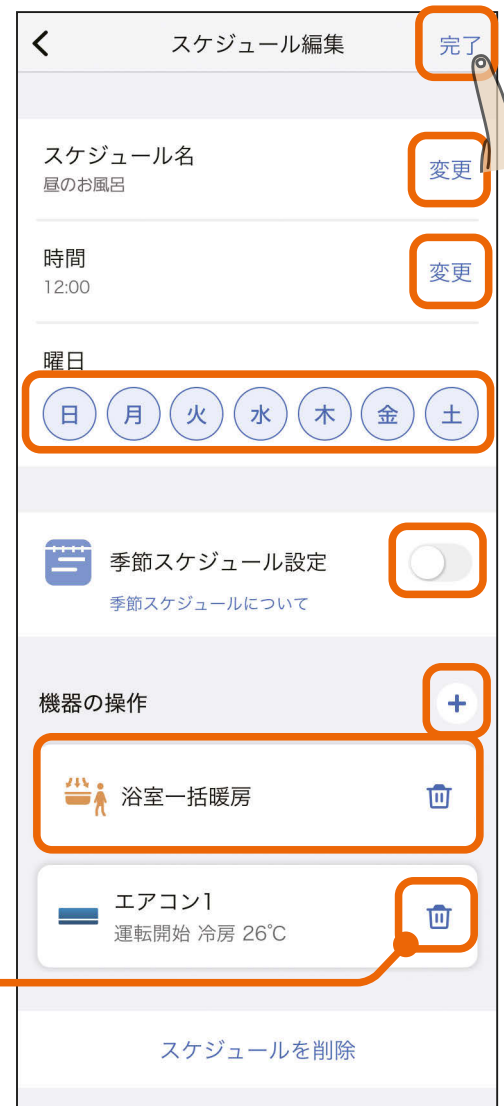 スケジュール編集
完了
スケジュール名
変更
昼のお風呂
時間
変更
12:00
曜日
日 月 火 水 木 金 土
季節スケジュール設定
季節スケジュールについて
機器の操作
+
浴室一括暖房
エアコン1
運転開始 冷房 26℃
スケジュールを削除